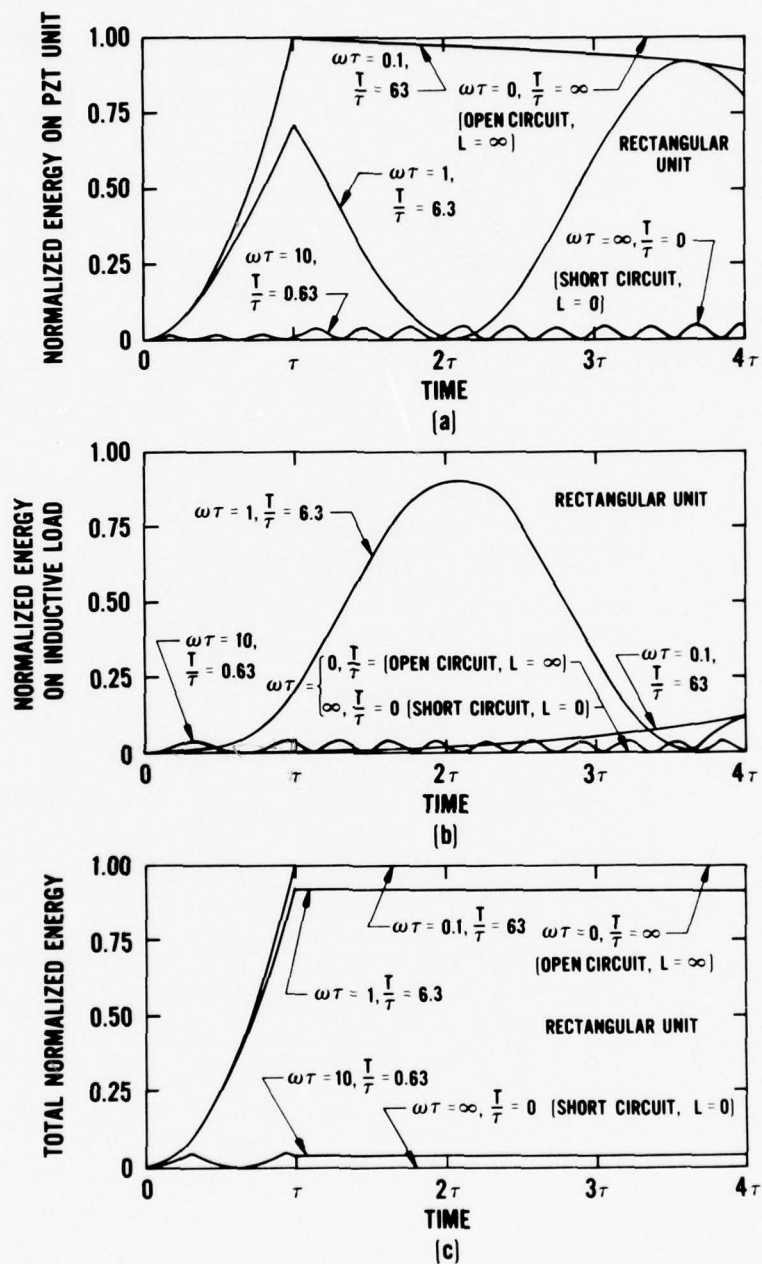 NORMALIZED ENERGY ON PZT UNIT
1.00
0.75
0.50
0.25
0
ωτ = 0.1,
T/τ = 63
ωτ = 0, T/τ = ∞
(OPEN CIRCUIT,
L = ∞)
RECTANGULAR
UNIT
ωτ = 1,
T/τ = 6.3
ωτ = 10,
T/τ = 0.63
ωτ = ∞, T/τ = 0
(SHORT CIRCUIT,
L = 0)
0 τ 2τ 3τ 4τ
TIME
(a)
NORMALIZED ENERGY
ON INDUCTIVE LOAD
1.00
0.75
0.50
0.25
0
ωτ = 1, T/τ = 6.3
RECTANGULAR UNIT
ωτ = 10,
T/τ = 0.63
ωτ = { 0, T/τ = (OPEN CIRCUIT, L = ∞)
∞, T/τ = 0 (SHORT CIRCUIT, L = 0)
ωτ = 0.1,
T/τ = 63
0 τ 2τ 3τ 4τ
TIME
(b)
TOTAL NORMALIZED ENERGY
1.00
0.75
0.50
0.25
0
ωτ = 0.1, T/τ = 63
ωτ = 0, T/τ = ∞
(OPEN CIRCUIT, L = ∞)
ωτ = 1, T/τ = 6.3
RECTANGULAR UNIT
ωτ = 10, T/τ = 0.63
ωτ = ∞, T/τ = 0 (SHORT CIRCUIT, L = 0)
0 τ 2τ 3τ 4τ
TIME
(c)